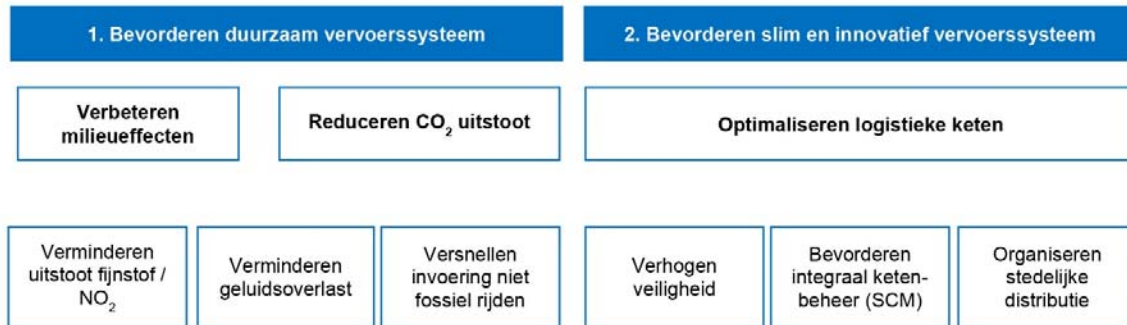 1. Bevorderen duurzaam vervoerssysteem
2. Bevorderen slim en innovatief vervoerssysteem
Verbeteren
milieueffecten
Reduceren CO₂ uitstoot
Optimaliseren logistieke keten
Verminderen
uitstoot fijnstof /
NO₂
Verminderen
geluidsoverlast
Versnellen
invoering niet
fossiel rijden
Verhogen
veiligheid
Bevorderen
integraal keten-
beheer (SCM)
Organiseren
stedelijke
distributie